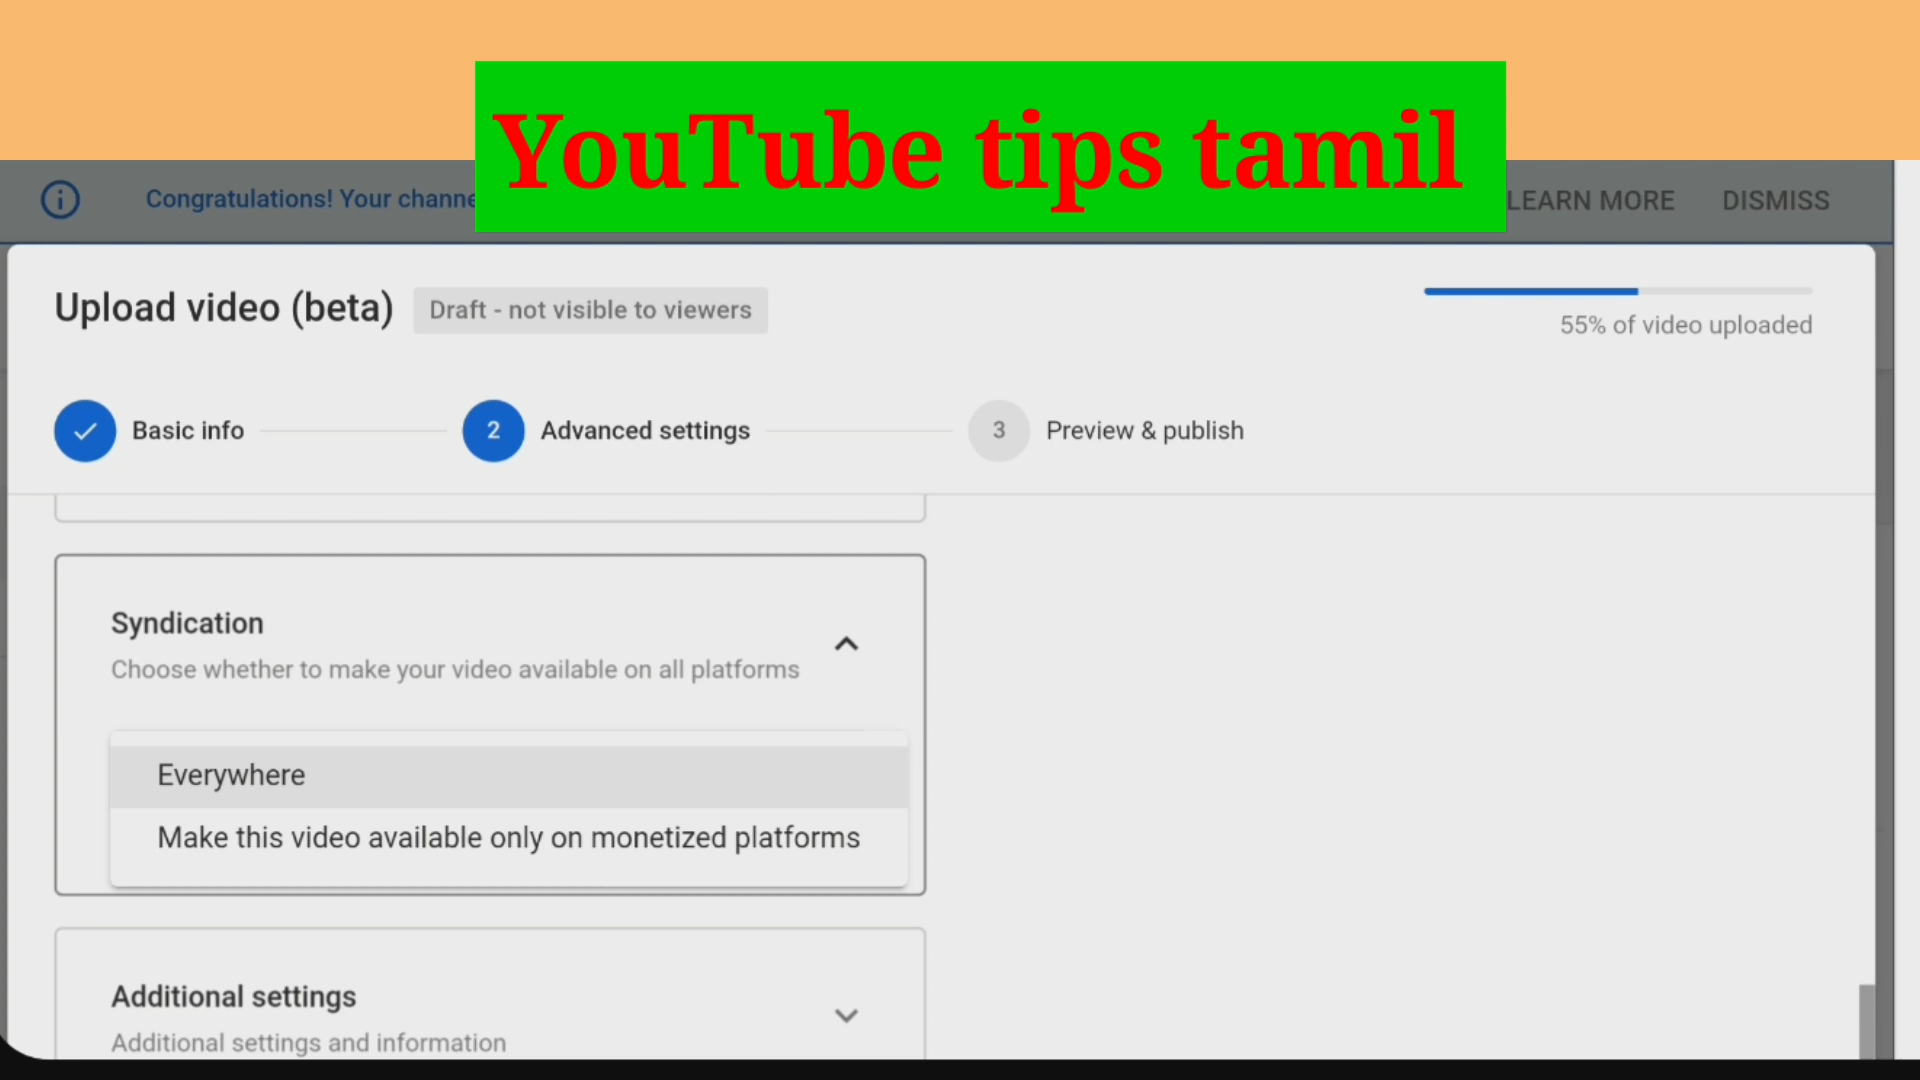 YouTube tips tamil
Congratulations! Your channe
LEARN MORE DISMISS
Upload video (beta) Draft - not visible to viewers
55% of video uploaded
Basic info 2 Advanced settings 3 Preview & publish
Syndication
Choose whether to make your video available on all platforms
Everywhere
Make this video available only on monetized platforms
Additional settings
Additional settings and information